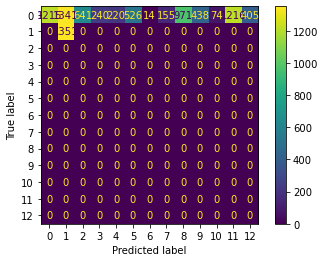 0 641 240 220 526 14 155 971 438 74 405
1 0 0 0 0 0 0 0 0 0 0 0 0
2 0 0 0 0 0 0 0 0 0 0 0 0 0
3 0 0 0 0 0 0 0 0 0 0 0 0 0
4 0 0 0 0 0 0 0 0 0 0 0 0 0
5 0 0 0 0 0 0 0 0 0 0 0 0 0
6 0 0 0 0 0 0 0 0 0 0 0 0 0
7 0 0 0 0 0 0 0 0 0 0 0 0 0
8 0 0 0 0 0 0 0 0 0 0 0 0 0
9 0 0 0 0 0 0 0 0 0 0 0 0 0
10 0 0 0 0 0 0 0 0 0 0 0 0 0
11 0 0 0 0 0 0 0 0 0 0 0 0 0
12 0 0 0 0 0 0 0 0 0 0 0 0 0
0 1 2 3 4 5 6 7 8 9 10 11 12
Predicted label
True label
1200
1000
800
600
400
200
0